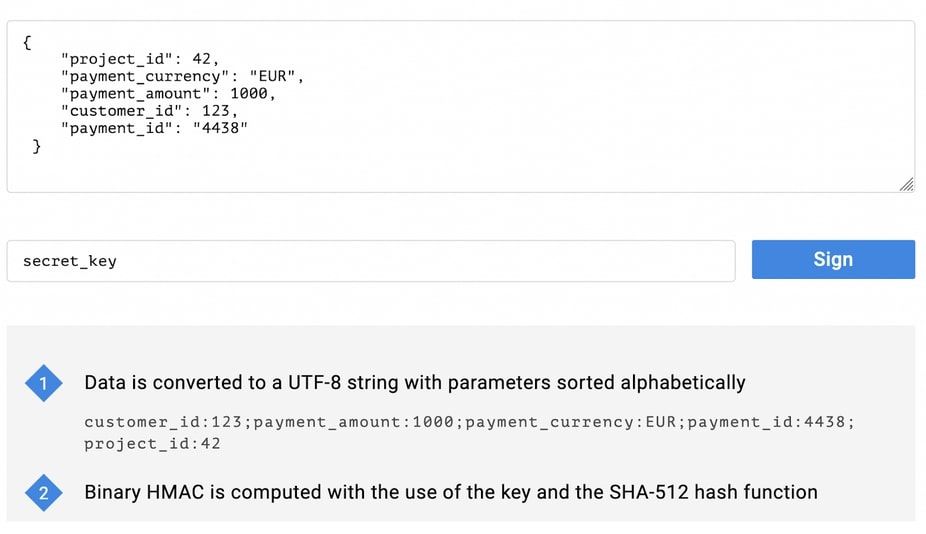 {
"project_id": 42,
"payment_currency": "EUR",
"payment_amount": 1000,
"customer_id": 123,
"payment_id": "4438"
}
secret_key
Sign
1 Data is converted to a UTF-8 string with parameters sorted alphabetically
customer_id:123;payment_amount:1000;payment_currency:EUR;payment_id:4438;
project_id:42
2 Binary HMAC is computed with the use of the key and the SHA-512 hash function